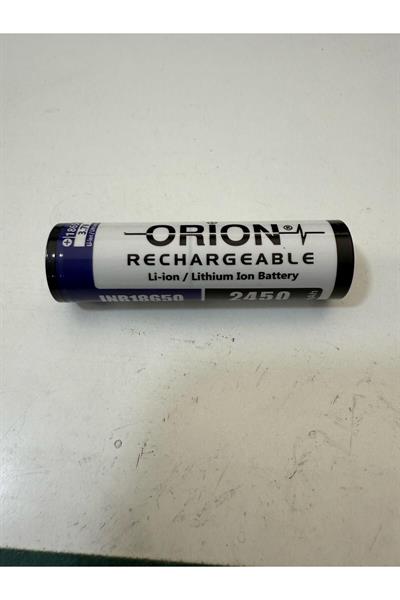 ORION®
RECHARGEABLE
Li-ion / Lithium Ion Battery
INR18650
2450